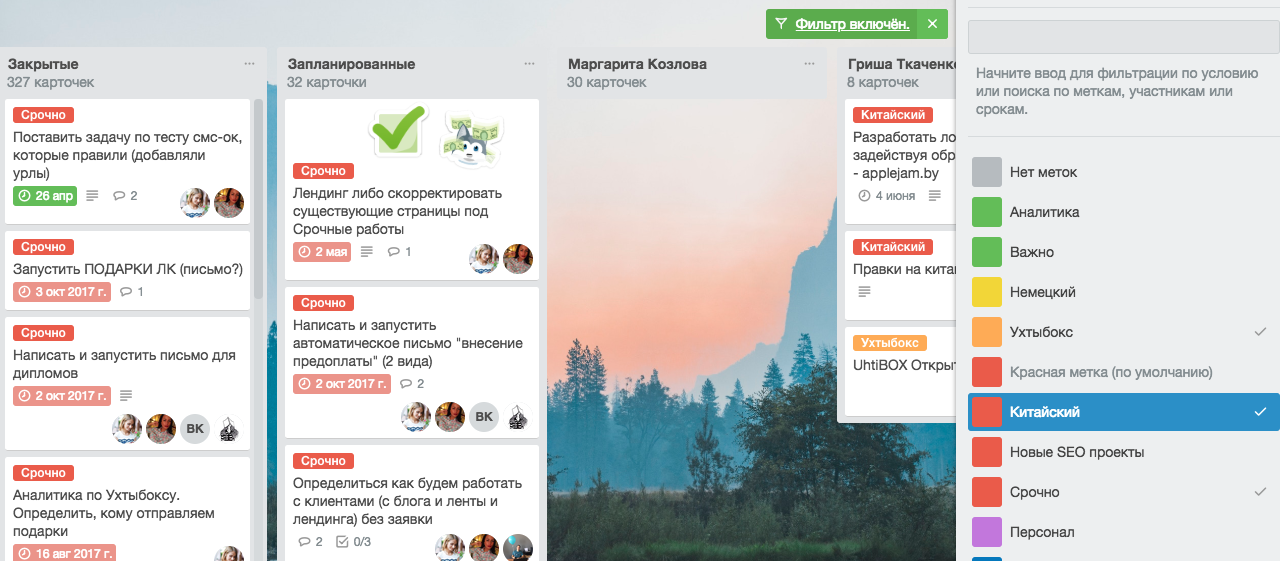 Фильтр включён.
Закрытые
327 карточек
Срочно
Поставить задачу по тесту смс-ок,
которые правили (добавляли
урлы)
26 апр
2
Срочно
Запустить ПОДАРКИ ЛК (письмо?)
3 окт 2017 г.
1
Срочно
Написать и запустить письмо для
дипломов
2 окт 2017 г.
ВК
Срочно
Аналитика по Ухтыбоксу.
Определить, кому отправляем
подарки
16 авг 2017 г.
Запланированные
32 карточки
Срочно
Лендинг либо скорректировать
существующие страницы под
Срочные работы
2 мая
1
Срочно
Написать и запустить
автоматическое письмо "внесение
предоплаты" (2 вида)
2 окт 2017 г.
2
ВК
Срочно
Определиться как будем работать
с клиентами (с блога и ленты и
лендинга) без заявки
2
0/3
Маргарита Козлова
30 карточек
Гриша Ткаченко
8 карточек
Китайский
Разработать ло
задействуя обр
- applejam.by
4 июня
Китайский
Правки на кита
Ухтыбокс
UhtiBOX Откры
Начните ввод для фильтрации по условию
или поиска по меткам, участникам или
срокам.
Нет меток
Аналитика
Важно
Немецкий
Ухтыбокс
Красная метка (по умолчанию)
Китайский
Новые SEO проекты
Срочно
Персонал